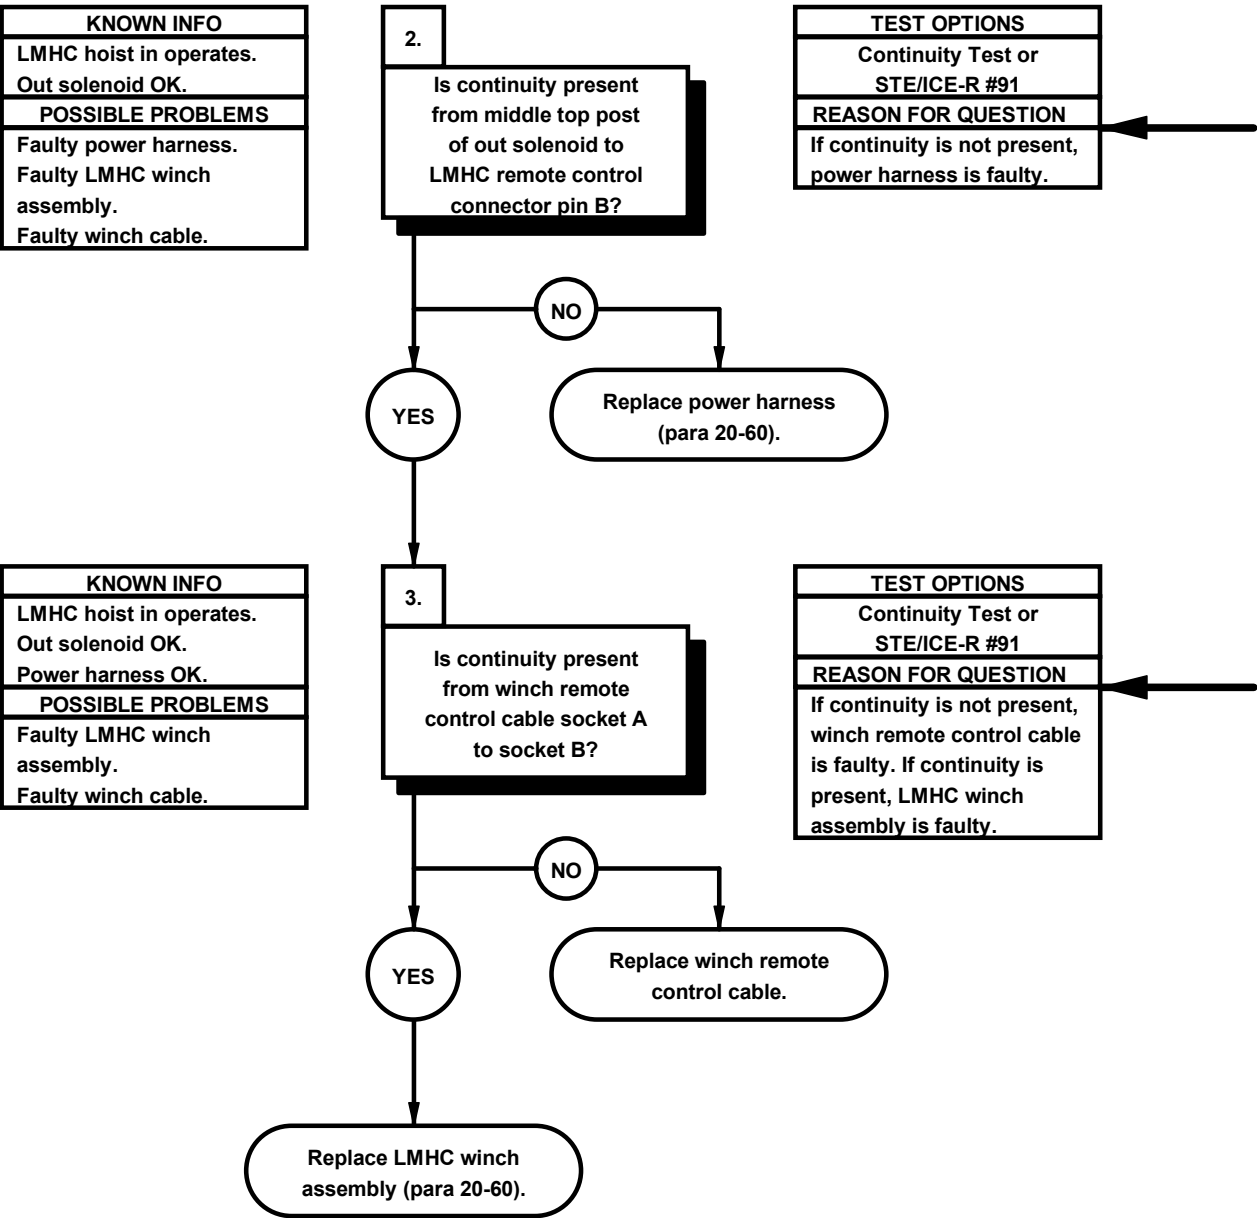 KNOWN INFO
LMHC hoist in operates.
Out solenoid OK.
POSSIBLE PROBLEMS
Faulty power harness.
Faulty LMHC winch
assembly.
Faulty winch cable.
2.
Is continuity present
from middle top post
of out solenoid to
LMHC remote control
connector pin B?
TEST OPTIONS
Continuity Test or
STE/ICE-R #91
REASON FOR QUESTION
If continuity is not present,
power harness is faulty.
NO
YES
Replace power harness
(para 20-60).
KNOWN INFO
LMHC hoist in operates.
Out solenoid OK.
Power harness OK.
POSSIBLE PROBLEMS
Faulty LMHC winch
assembly.
Faulty winch cable.
3.
Is continuity present
from winch remote
control cable socket A
to socket B?
TEST OPTIONS
Continuity Test or
STE/ICE-R #91
REASON FOR QUESTION
If continuity is not present,
winch remote control cable
is faulty. If continuity is
present, LMHC winch
assembly is faulty.
NO
YES
Replace winch remote
control cable.
Replace LMHC winch
assembly (para 20-60).